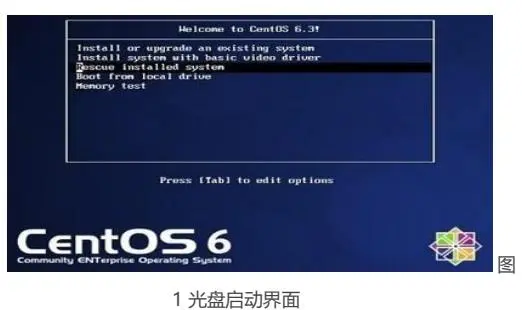 Welcome to CentOS 6.3!
Install or upgrade an existing system
Install system with basic video driver
Rescue installed system
Boot from local drive
Memory test
Press [Tab] to edit options
CentOS 6
Community ENTerprise Operating System
图
1 光盘启动界面